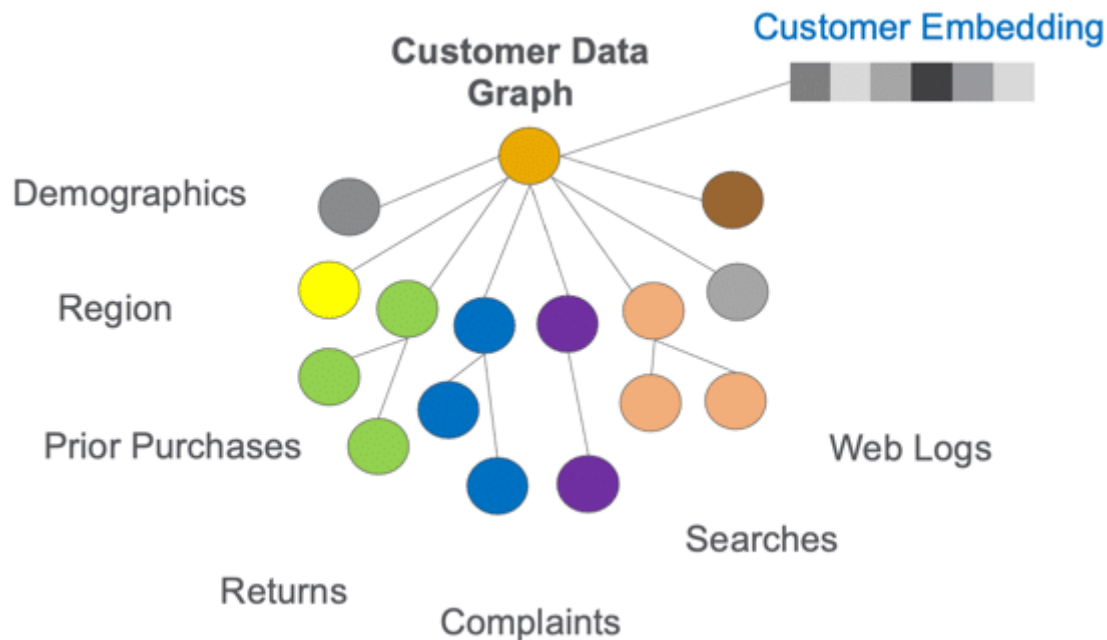 Customer Embedding
Customer Data
Graph
Demographics
Region
Prior Purchases
Web Logs
Searches
Returns
Complaints